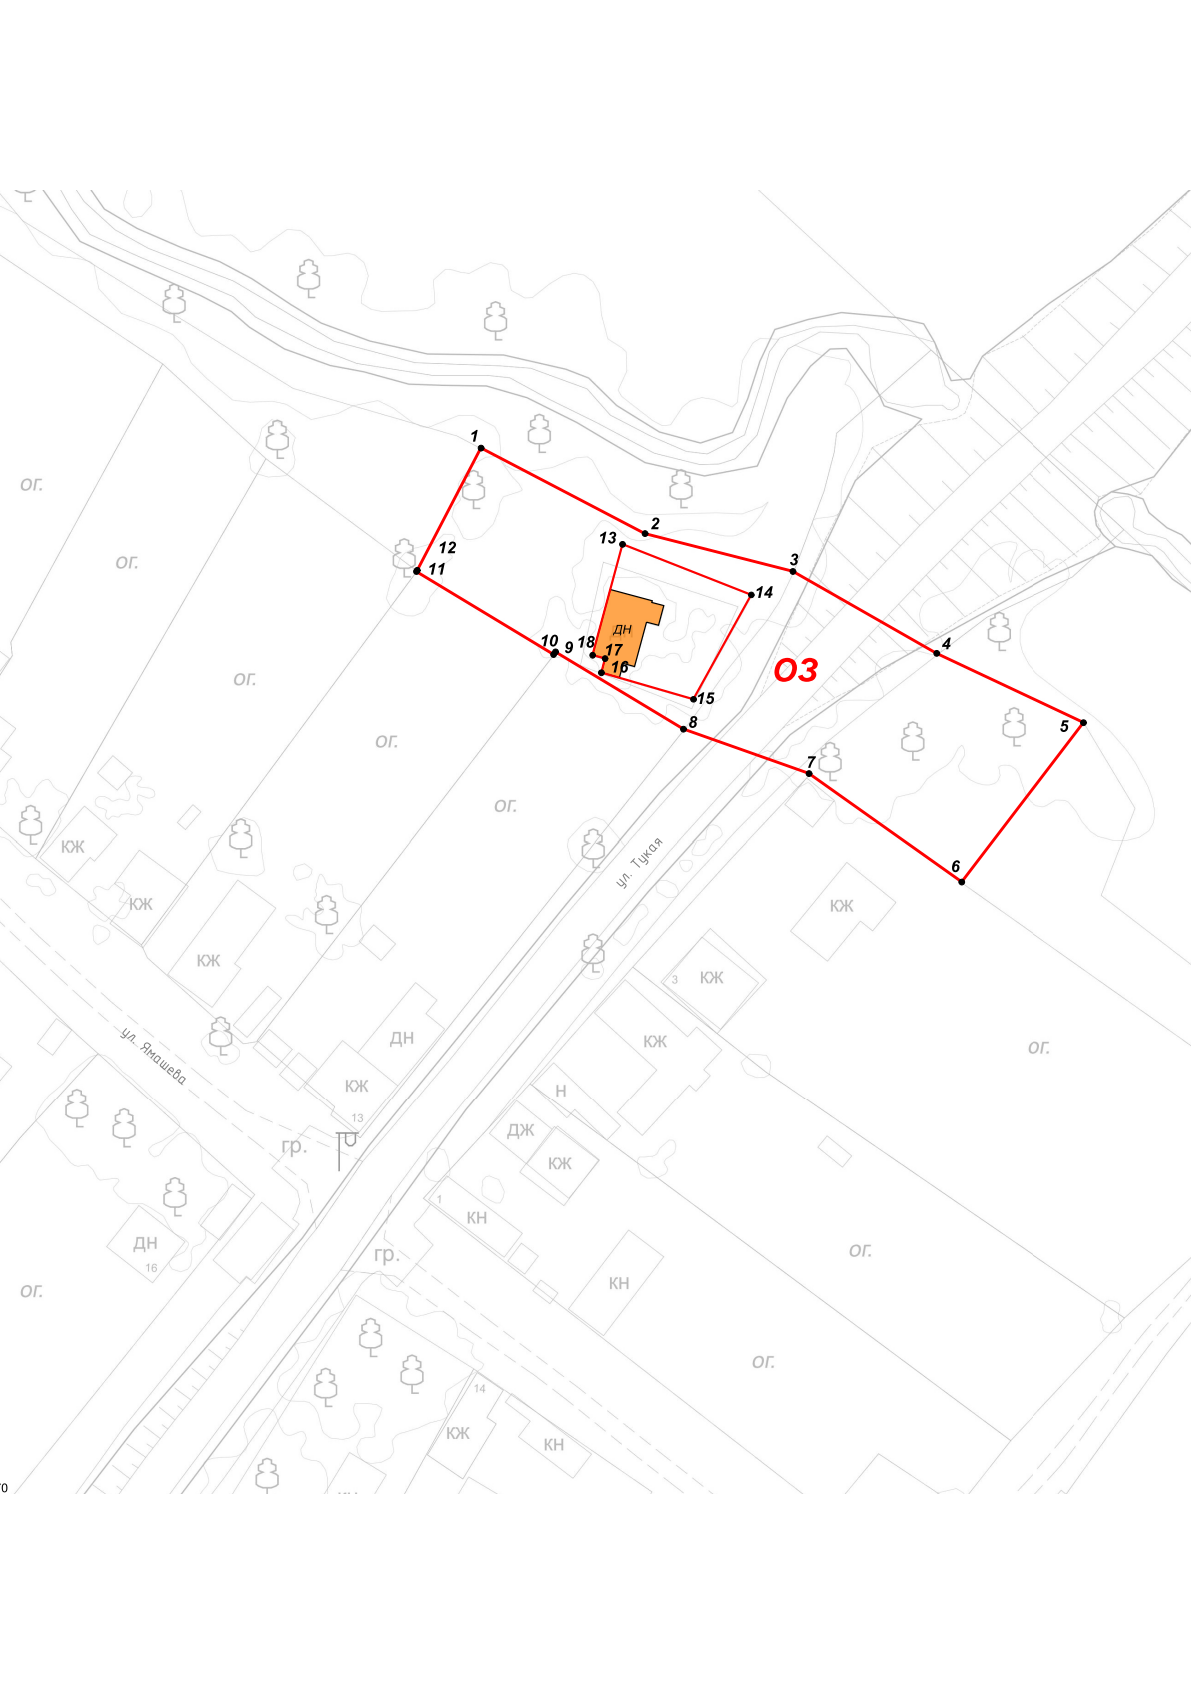 1
ог.
2
13
3
12
ог.
11
14
ДН
10 9 18
17
4
16
ОЗ
ог.
15
8
5
ог.
7
ог.
ул. Тукая
КЖ
6
КЖ
КЖ
КЖ
3 КЖ
ул. Ямашева
ДН
КЖ
ог.
КЖ
Н
13
ДЖ
гр.
КЖ
1
КН
ДН
16
гр.
ог.
КН
ог.
ог.
14
КЖ
КН